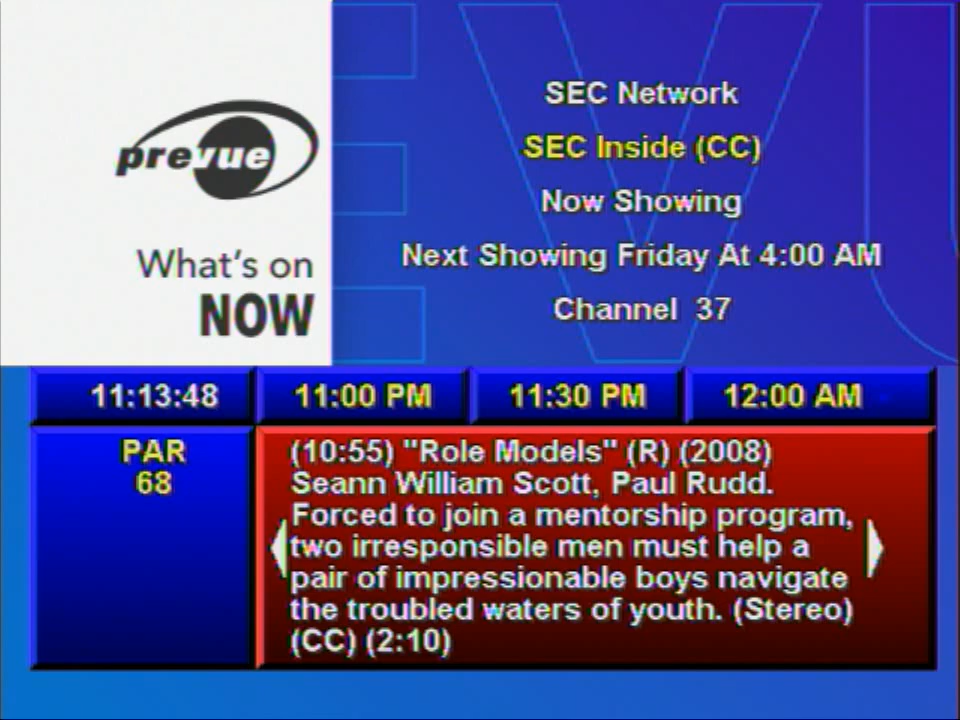 prevue
What's on
NOW
SEC Network
SEC Inside (CC)
Now Showing
Next Showing Friday At 4:00 AM
Channel 37
11:13:48
11:00 PM
11:30 PM
12:00 AM
PAR
68
(10:55) "Role Models" (R) (2008)
Seann William Scott, Paul Rudd.
Forced to join a mentorship program,
two irresponsible men must help a
pair of impressionable boys navigate
the troubled waters of youth. (Stereo)
(CC) (2:10)